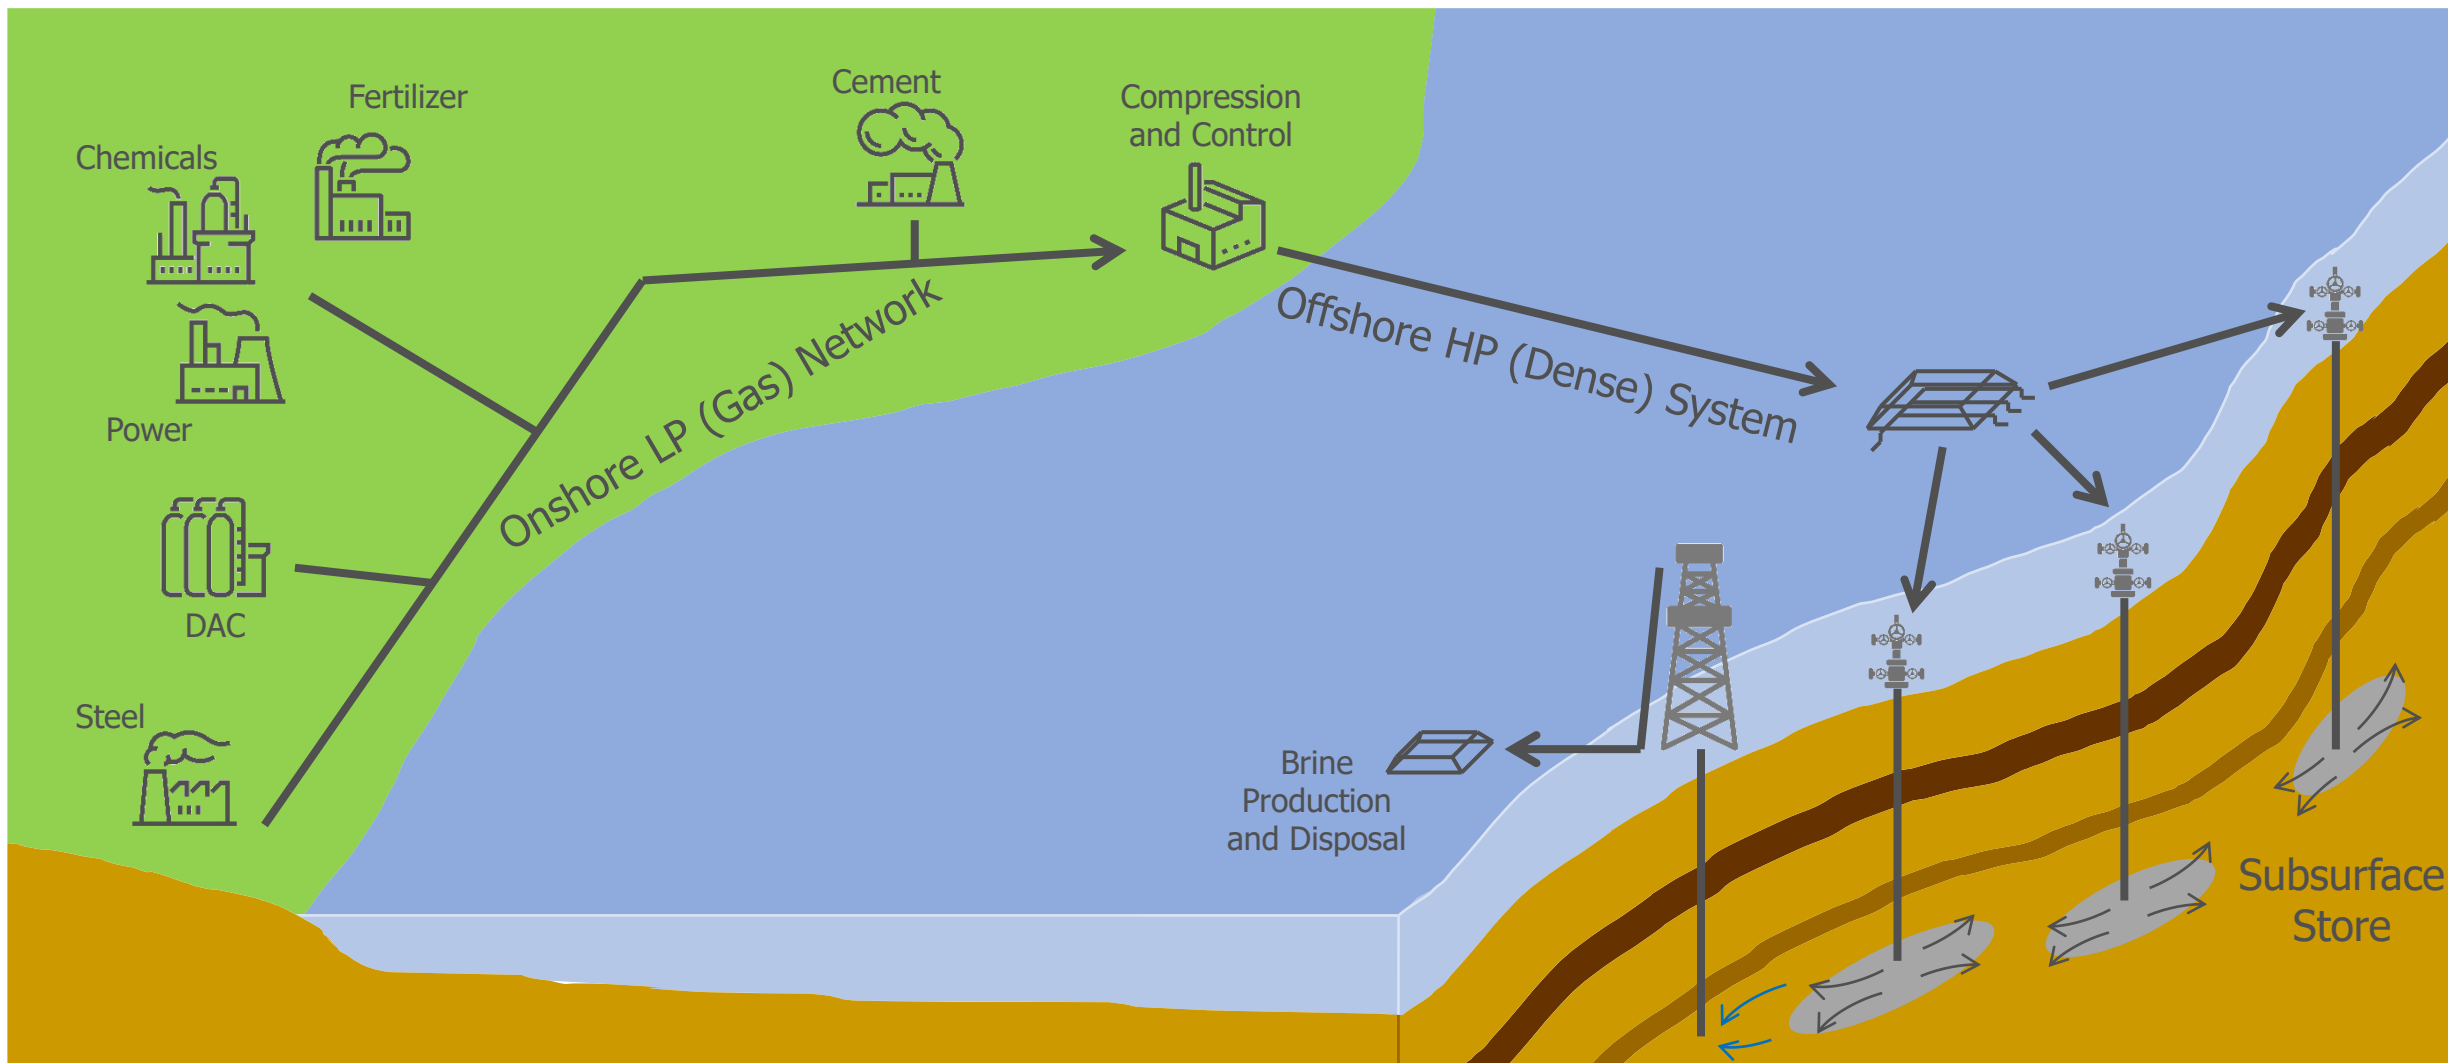 Fertilizer
Cement
Compression
and Control
Chemicals
Power
Onshore LP (Gas) Network
Offshore HP (Dense) System
DAC
Steel
Brine
Production
and Disposal
Subsurface
Store